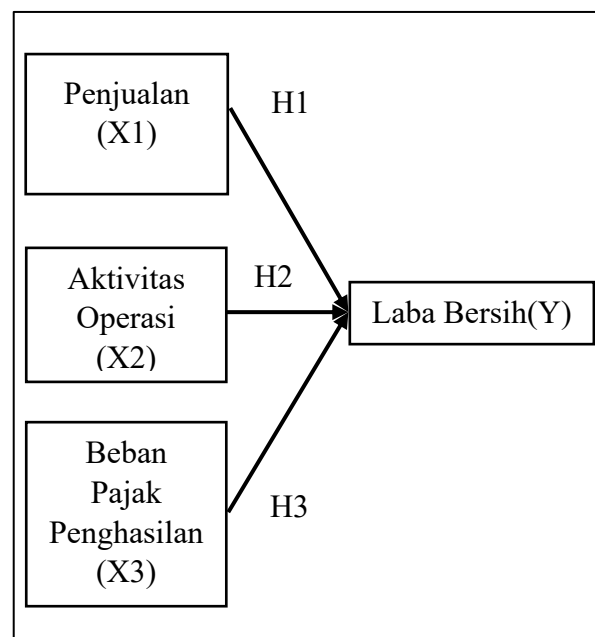 Penjualan
(X1)
H1
Aktivitas
Operasi
(X2)
H2
Laba Bersih(Y)
Beban
Pajak
Penghasilan
(X3)
H3